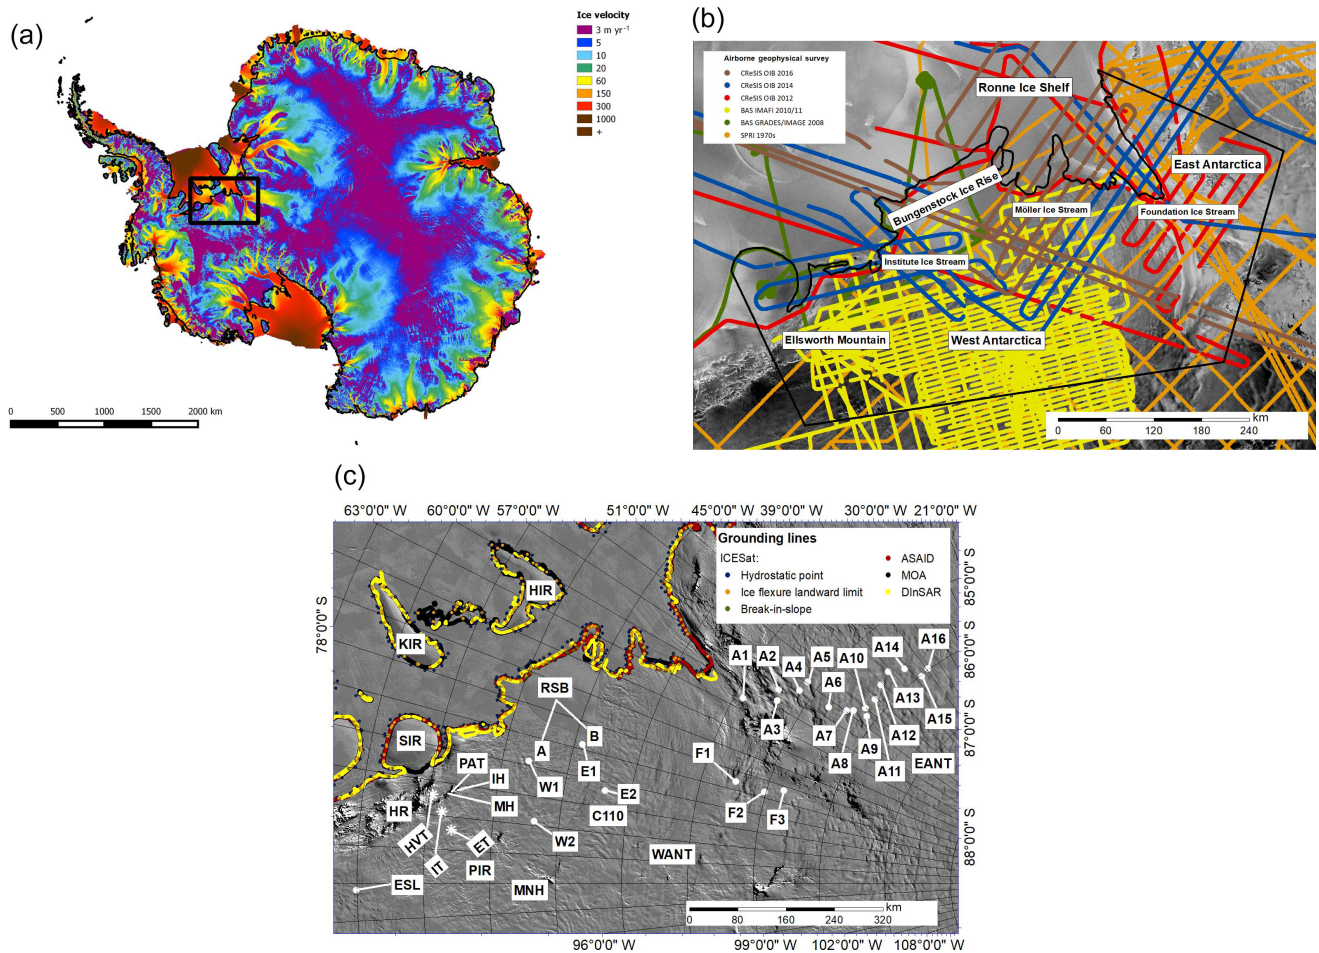 (a)
Ice velocity
3 m yr⁻¹
5
10
20
60
150
300
1000
+
0 500 1000 1500 2000 km
(b)
Airborne geophysical survey
CReSIS OIB 2016
CReSIS OIB 2014
CReSIS OIB 2012
BAS IMAFI 2010/11
BAS GRADES/IMAGE 2008
SPRI 1970s
Ronne Ice Shelf
East Antarctica
Bungenstock Ice Rise
Möller Ice Stream
Foundation Ice Stream
Institute Ice Stream
Ellsworth Mountain
West Antarctica
km
0 60 120 180 240
(c)
63°0'0" W 60°0'0" W 57°0'0" W 51°0'0" W 45°0'0" W 39°0'0" W 30°0'0" W 21°0'0" W
Grounding lines
ICESat:
Hydrostatic point
Ice flexure landward limit
Break-in-slope
ASAID
MOA
DInSAR
78°0'0" S
85°0'0" S
86°0'0" S
87°0'0" S
88°0'0" S
HIR
KIR
SIR
RSB
A
B
PAT
IH
MH
HR
HVT
IT
ET
PIR
ESL
MNH
W1
W2
E1
E2
C110
WANT
F1
F2
F3
A1
A2
A3
A4
A5
A6
A7
A8
A9
A10
A11
A12
A13
A14
A15
A16
EANT
km
0 80 160 240 320
96°0'0" W 99°0'0" W 102°0'0" W 108°0'0" W